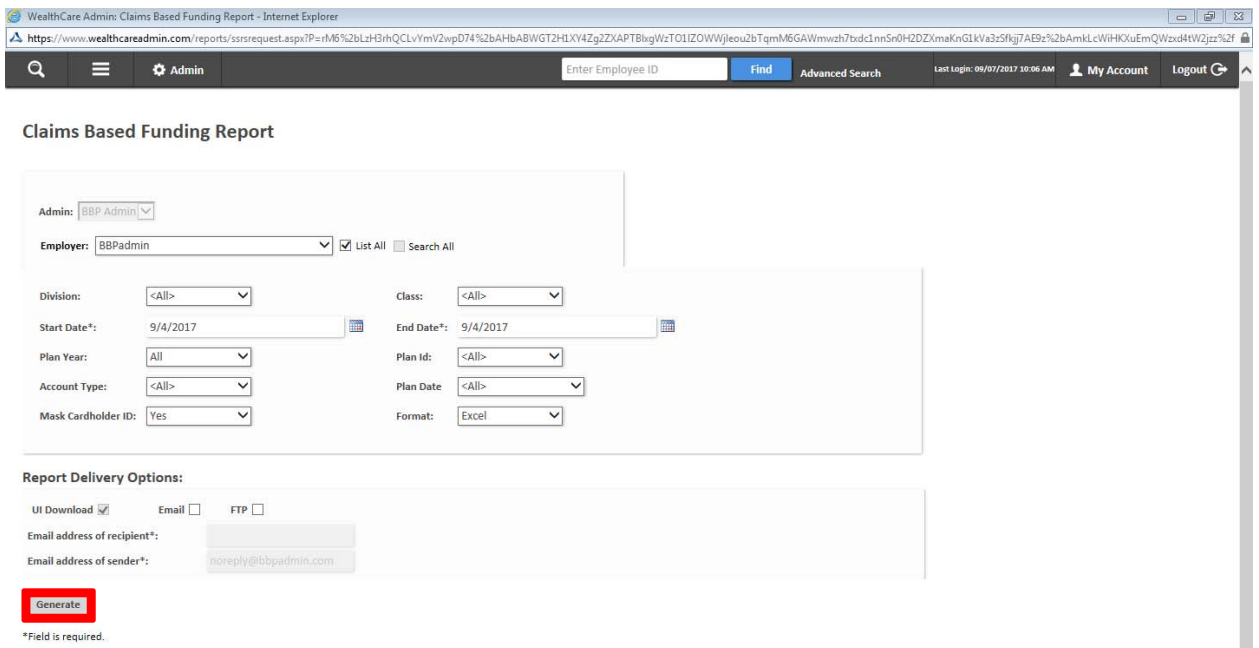 WealthCare Admin: Claims Based Funding Report - Internet Explorer
Admin Enter Employee ID Find Advanced Search Last Login: 09/07/2017 10:06 AM My Account Logout
Claims Based Funding Report
Admin: BBP Admin
Employer: BBPadmin List All Search All
Division: <All> Class: <All>
Start Date*: 9/4/2017 End Date*: 9/4/2017
Plan Year: All Plan Id: <All>
Account Type: <All> Plan Date <All>
Mask Cardholder ID: Yes Format: Excel
Report Delivery Options:
UI Download Email FTP
Email address of recipient*:
Email address of sender*: noreply@bbpadmin.com
Generate
*Field is required.